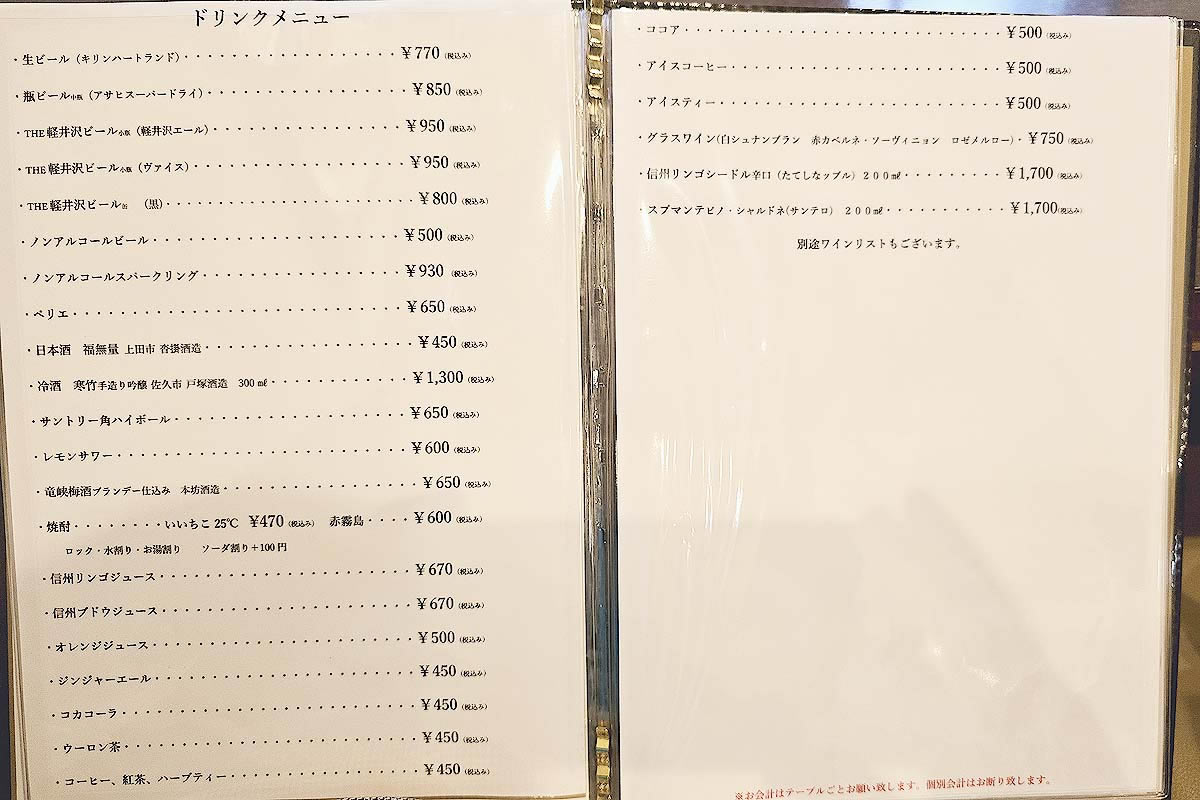 ドリンクメニュー
・生ビール（キリンハートランド）・・・・・・・・・・・・・・・・・・・・￥770（税込み）
・瓶ビール中瓶（アサヒスーパードライ）・・・・・・・・・・・・・・・・・￥850（税込み）
・THE 軽井沢ビール小瓶（軽井沢エール）・・・・・・・・・・・・・・・・￥950（税込み）
・THE 軽井沢ビール小瓶（ヴァイス）・・・・・・・・・・・・・・・・・・￥950（税込み）
・THE 軽井沢ビール缶　（黒）・・・・・・・・・・・・・・・・・・・・・￥800（税込み）
・ノンアルコールビール・・・・・・・・・・・・・・・・・・・・・￥500（税込み）
・ノンアルコールスパークリング・・・・・・・・・・・・・・・・・￥930（税込み）
・ペリエ・・・・・・・・・・・・・・・・・・・・・・・・・・・￥650（税込み）
・日本酒　福無量 上田市 沓掛酒造・・・・・・・・・・・・・・・・・￥450（税込み）
・冷酒　寒竹手造り吟醸 佐久市 戸塚酒造　300 ㎖・・・・・・・・・・・￥1,300（税込み）
・サントリー角ハイボール・・・・・・・・・・・・・・・・・・・￥650（税込み）
・レモンサワー・・・・・・・・・・・・・・・・・・・・・・・・￥600（税込み）
・竜峡梅酒ブランデー仕込み　本坊酒造・・・・・・・・・・・・・・・・￥650（税込み）
・焼酎・・・・・・・・いいちこ 25℃　￥470（税込み）　赤霧島・・・・￥600（税込み）
ロック・水割り・お湯割り　　ソーダ割り＋100 円
・信州リンゴジュース・・・・・・・・・・・・・・・・・・・・・￥670（税込み）
・信州ブドウジュース・・・・・・・・・・・・・・・・・・・・・￥670（税込み）
・オレンジジュース・・・・・・・・・・・・・・・・・・・・・・￥500（税込み）
・ジンジャーエール・・・・・・・・・・・・・・・・・・・・・・￥450（税込み）
・コカコーラ・・・・・・・・・・・・・・・・・・・・・・・・・￥450（税込み）
・ウーロン茶・・・・・・・・・・・・・・・・・・・・・・・・・￥450（税込み）
・コーヒー、紅茶、ハーブティー・・・・・・・・・・・・・・・・￥450（税込み）
・ココア・・・・・・・・・・・・・・・・・・・・・・・・・・・￥500（税込み）
・アイスコーヒー・・・・・・・・・・・・・・・・・・・・・・・￥500（税込み）
・アイスティー・・・・・・・・・・・・・・・・・・・・・・・・￥500（税込み）
・グラスワイン(白シュナンブラン　赤カベルネ・ソーヴィニョン　ロゼメルロー)・￥750（税込み）
・信州リンゴシードル辛口（たてしなップル）２００㎖・・・・・・・・・￥1,700（税込み）
・スプマンテピノ・シャルドネ(サンテロ)　２００㎖・・・・・・・・・・・￥1,700（税込み）
別途ワインリストもございます。
※お会計はテーブルごとお願い致します。個別会計はお断り致します。